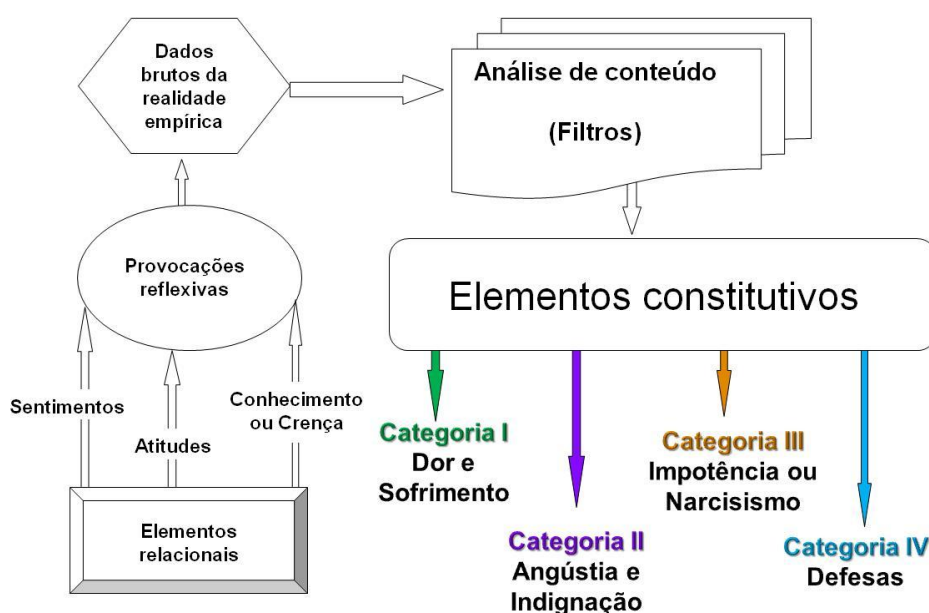 Dados
brutos da
realidade
empírica
Análise de conteúdo
(Filtros)
Provocações
reflexivas
Elementos constitutivos
Sentimentos
Atitudes
Conhecimento
ou Crença
Elementos
relacionais
Categoria I
Dor e
Sofrimento
Categoria II
Angústia e
Indignação
Categoria III
Impotência ou
Narcisismo
Categoria IV
Defesas